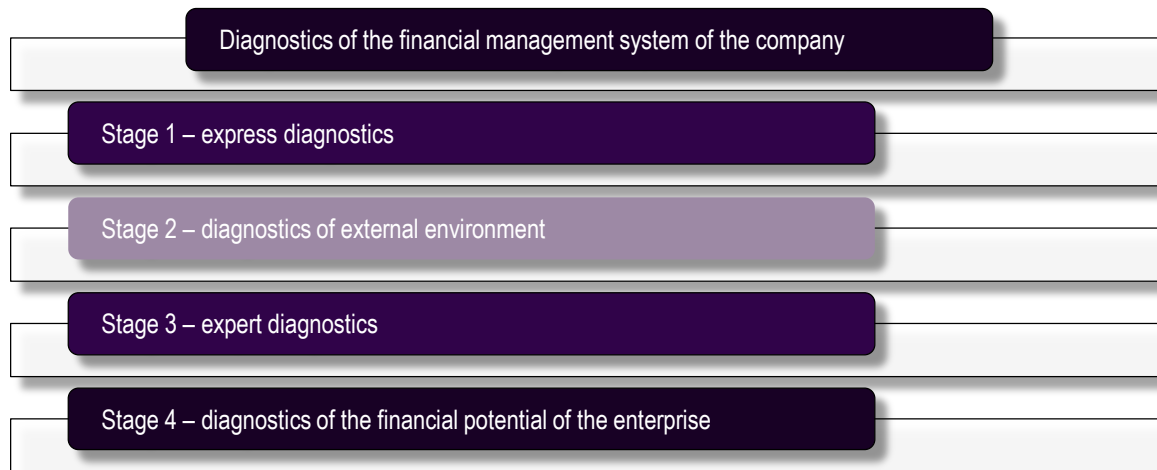 Diagnostics of the financial management system of the company
Stage 1 – express diagnostics
Stage 2 – diagnostics of external environment
Stage 3 – expert diagnostics
Stage 4 – diagnostics of the financial potential of the enterprise